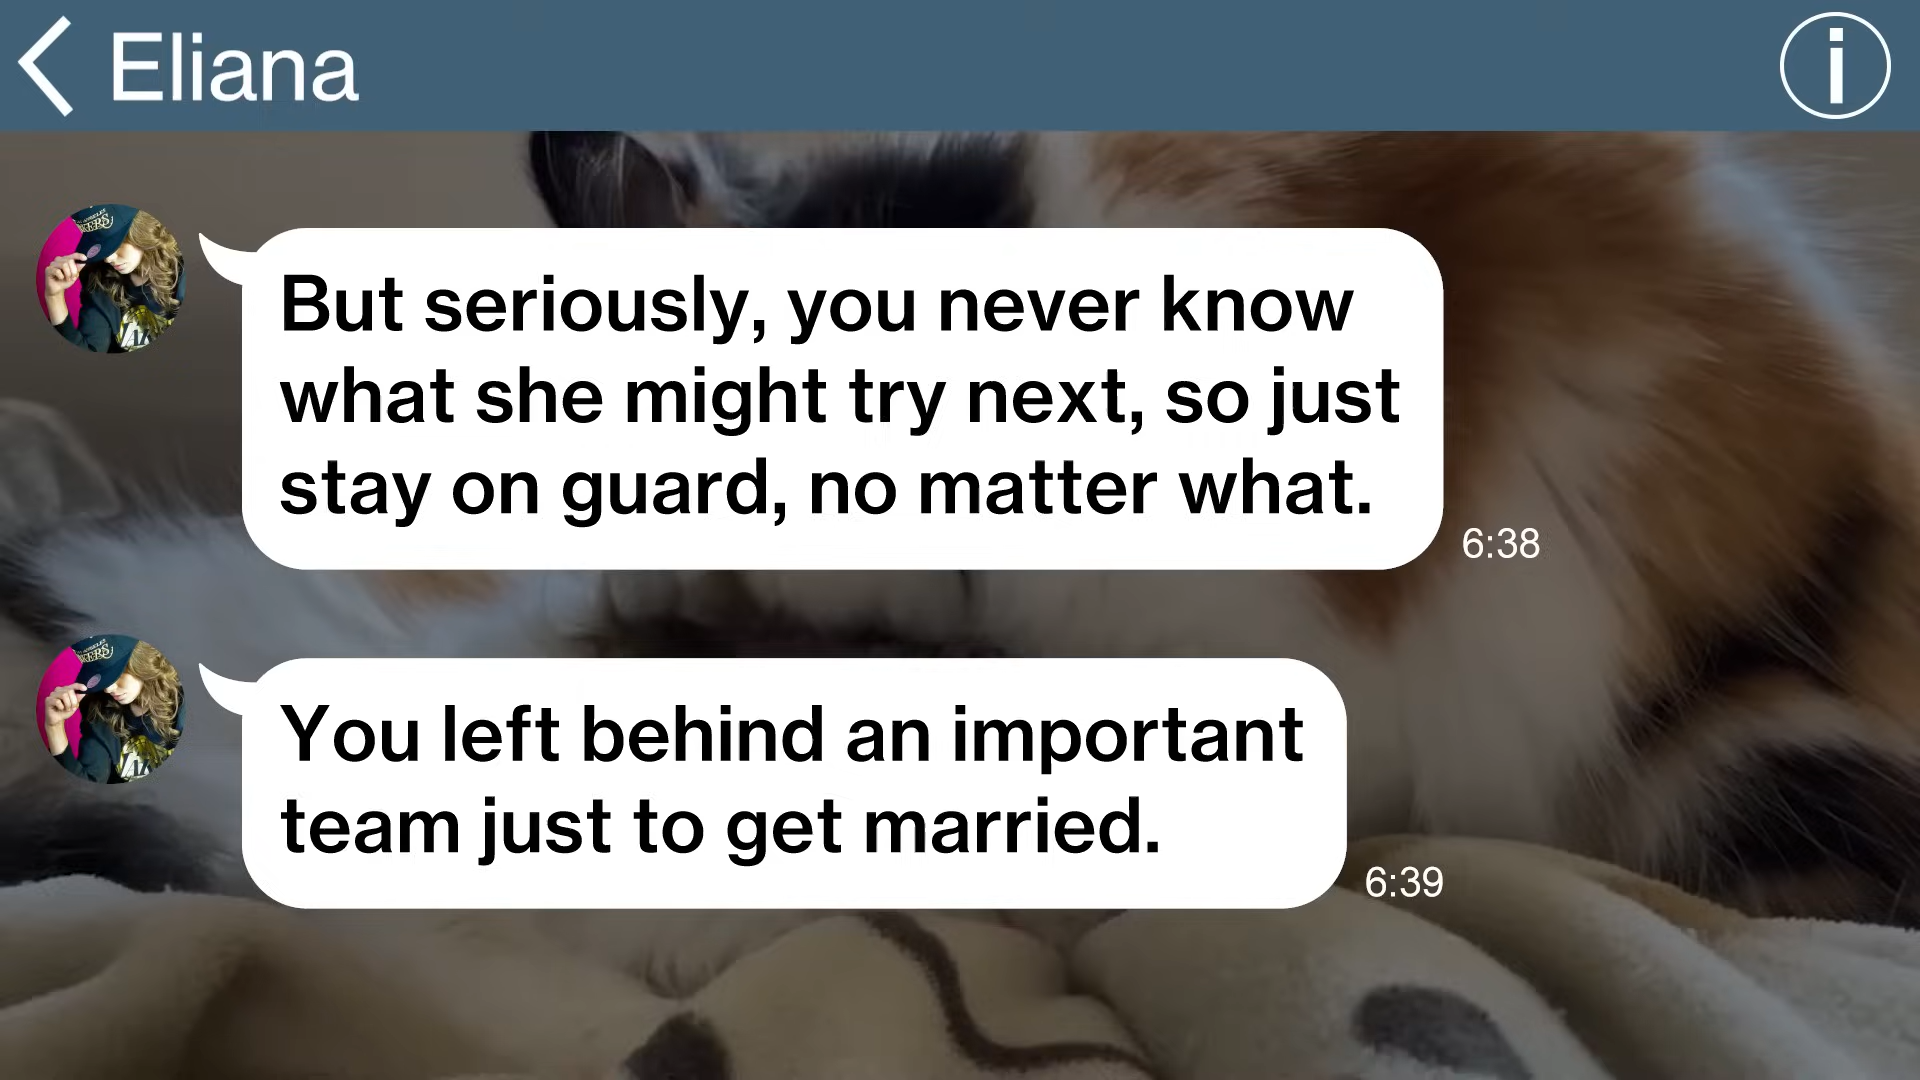 Eliana
But seriously, you never know
what she might try next, so just
stay on guard, no matter what.
6:38
You left behind an important
team just to get married.
6:39